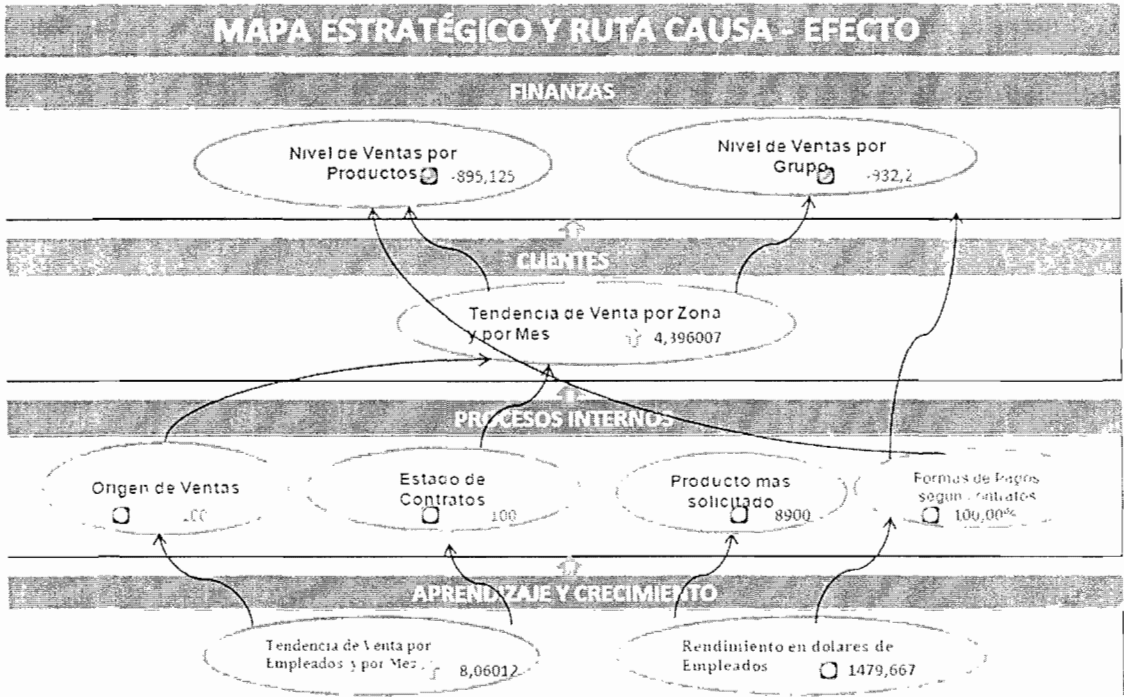 MAPA ESTRATÉGICO Y RUTA CAUSA - EFECTO
FINANZAS
Nivel de Ventas por
Productos -895,125
Nivel de Ventas por
Grupo -932,2
CLIENTES
Tendencia de Venta por Zona
y por Mes 4,396007
PROCESOS INTERNOS
Origen de Ventas
Estado de
Contratos
100
Producto mas
solicitado
8900
Formas de Pagos
segun Contratos
100,00%
APRENDIZAJE Y CRECIMIENTO
Tendencia de Venta por
Empleados y por Mes 8,06012
Rendimiento en dolares de
Empleados 1479,667